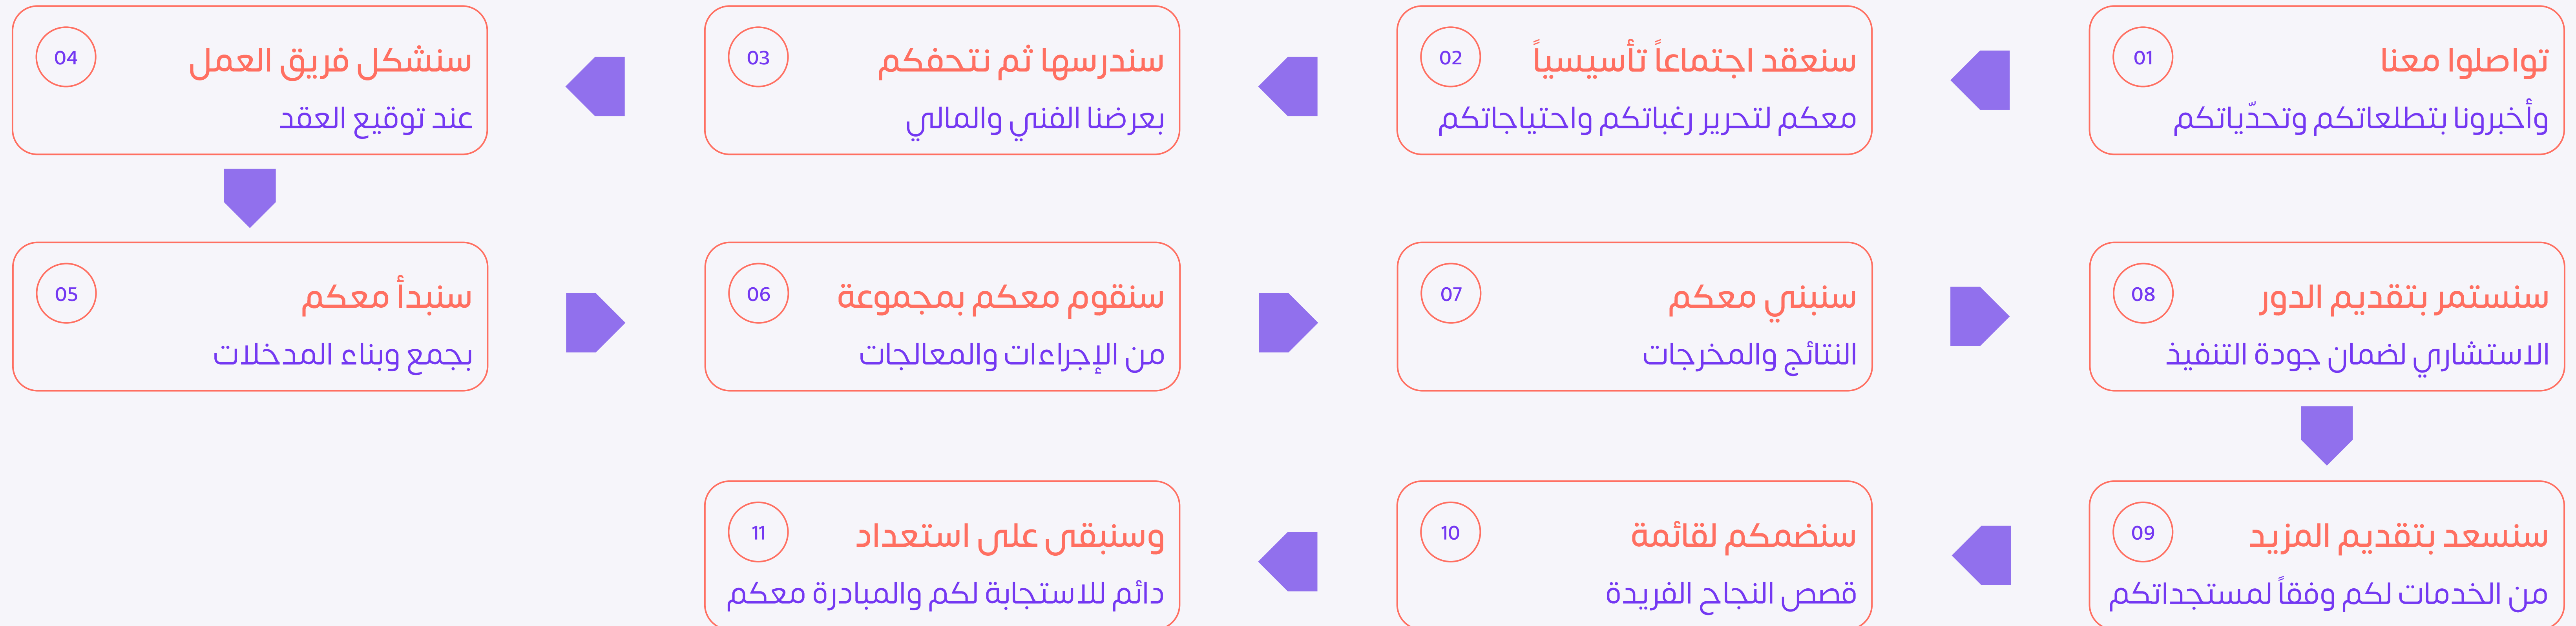 01
تواصلوا معنا
وأخبرونا بتطلعاتكم وتحدّياتكم
02
سنعقد اجتماعاً تأسيسياً
معكم لتحرير رغباتكم واحتياجاتكم
03
سندرسها ثم نتحفكم
بعرضنا الفني والمالي
04
سنشكل فريق العمل
عند توقيع العقد
05
سنبدأ معكم
بجمع وبناء المدخلات
06
سنقوم معكم بمجموعة
من الإجراءات والمعالجات
07
سنبني معكم
النتائج والمخرجات
08
سنستمر بتقديم الدور
الاستشاري لضمان جودة التنفيذ
09
سنسعد بتقديم المزيد
من الخدمات لكم وفقاً لمستجداتكم
10
سنضمكم لقائمة
قصص النجاح الفريدة
11
وسنبقى على استعداد
دائم للاستجابة لكم والمبادرة معكم